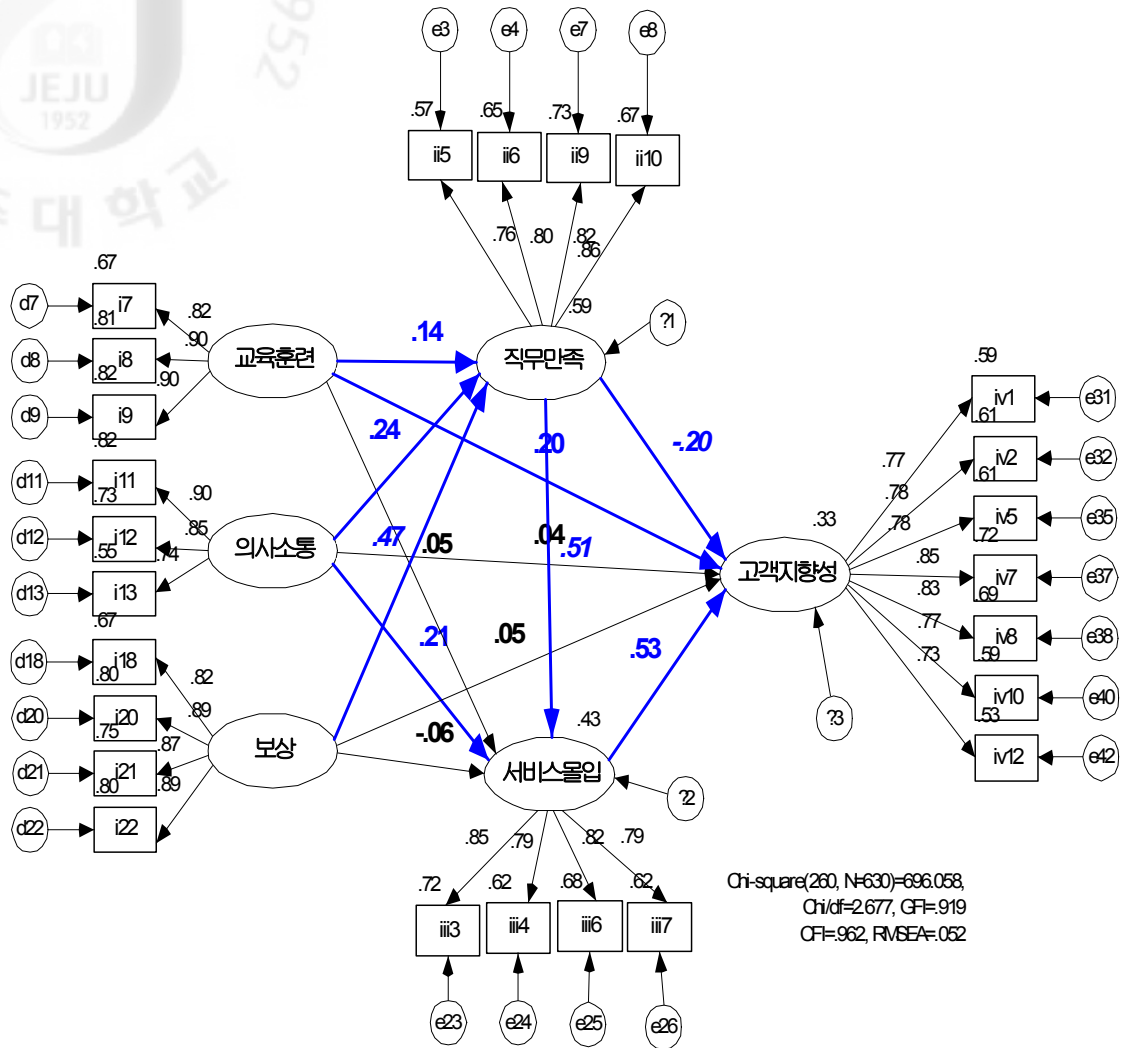 952
JEJU
1952
대학교
e3 e4 e7 e8
.57 .65 .73 .67
ii5 ii6 ii9 ii10
.76 .80 .82 .86
.59
직무만족
?1
.67
d7 i7 .82
.81
d8 i8 .90
.82
d9 i9 .90
교육훈련
.82
d11 i11 .90
.73
d12 i12 .85
.55
d13 i13 .74
의사소통
.67
d18 i18 .82
.80
d20 i20 .89
.75
d21 i21 .87
.80
d22 i22 .89
보상
.14
.24
.20
-.20
.47
.05
.04
.51
.21
.05
.53
-.06
.33
고객지향성
?3
.59
.77 iv1 e31
.61
.78 iv2 e32
.61
.78 iv5 e35
.72
.85 iv7 e37
.69
.83 iv8 e38
.59
.77 iv10 e40
.53
.73 iv12 e42
.43
서비스몰입
?2
.85 .79 .82 .79
.72 .62 .68 .62
iii3 iii4 iii6 iii7
e23 e24 e25 e26
Chi-square(260, N=630)=696.058,
Chi/df=2.677, GFI=.919
CFI=.962, RMSEA=.052